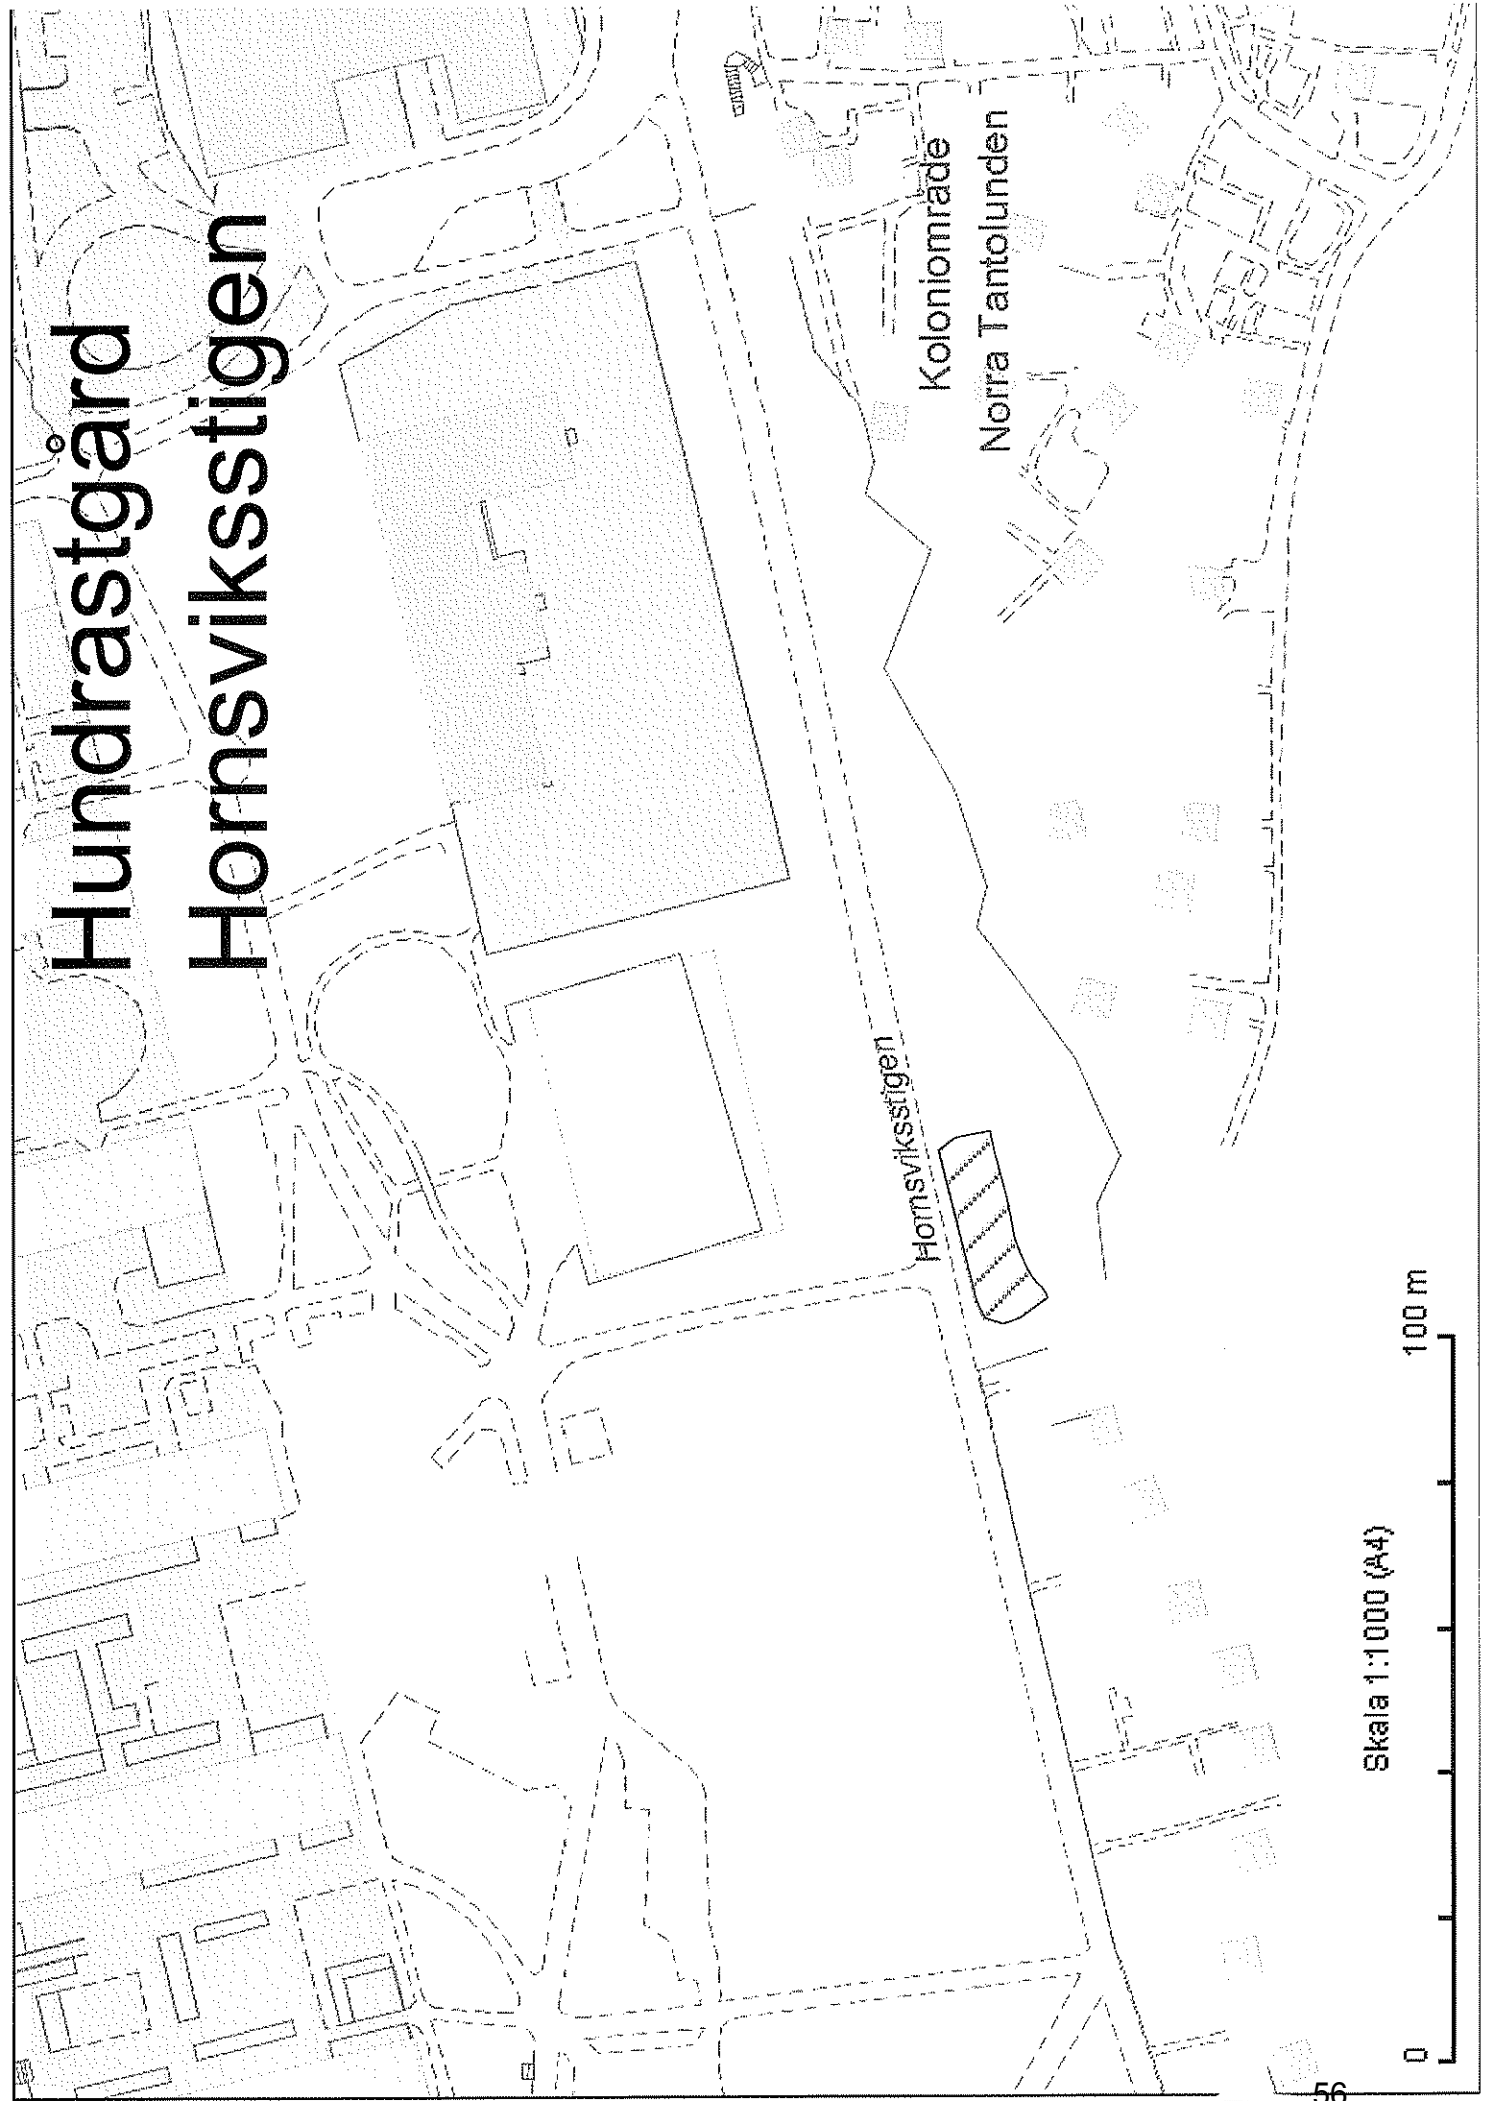 Hundrastgård
Hornsviksstigen
Koloniområde
Norra Tantolunden
Hornsviksstigen
Skala 1:1000 (A4)
0
100 m
56